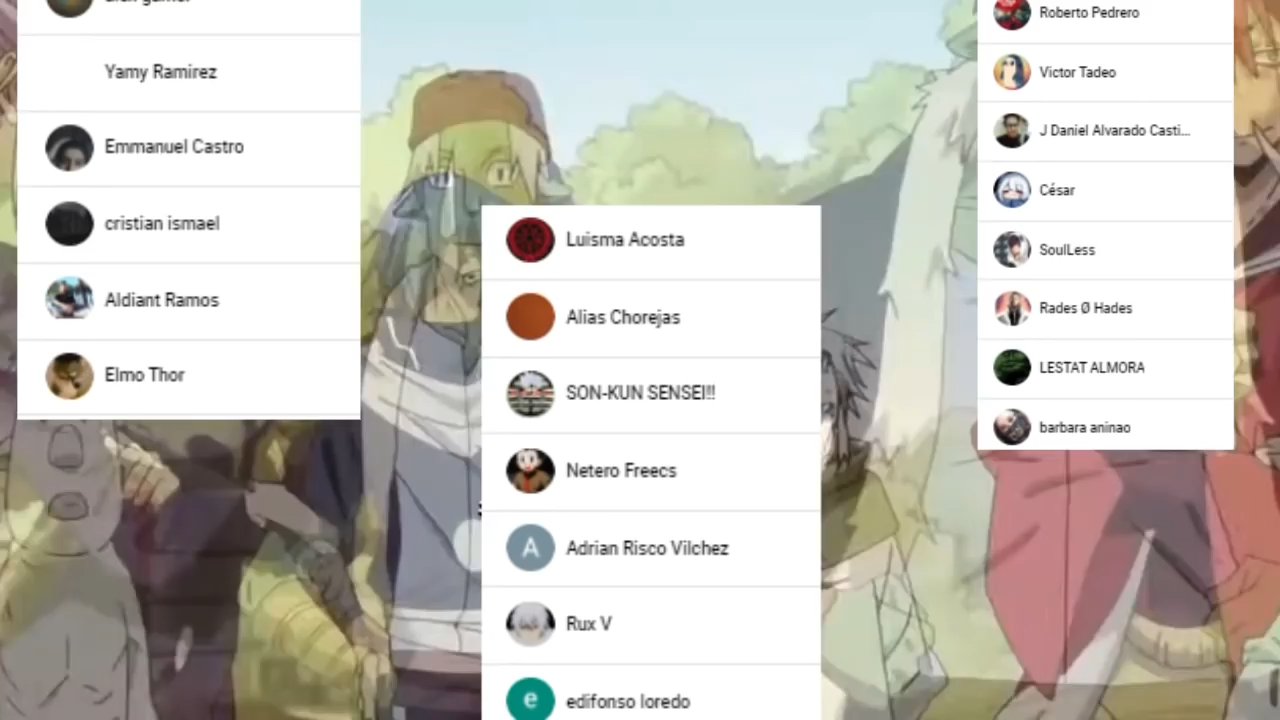 Yamy Ramirez
Emmanuel Castro
cristian ismael
Aldiant Ramos
Elmo Thor
Luisma Acosta
Alias Chorejas
SON-KUN SENSEI!!
Netero Freecs
A
Adrian Risco Vilchez
Rux V
e
edifonso loredo
Roberto Pedrero
Victor Tadeo
J Daniel Alvarado Casti...
César
SoulLess
Rades Ø Hades
LESTAT ALMORA
barbara aninao